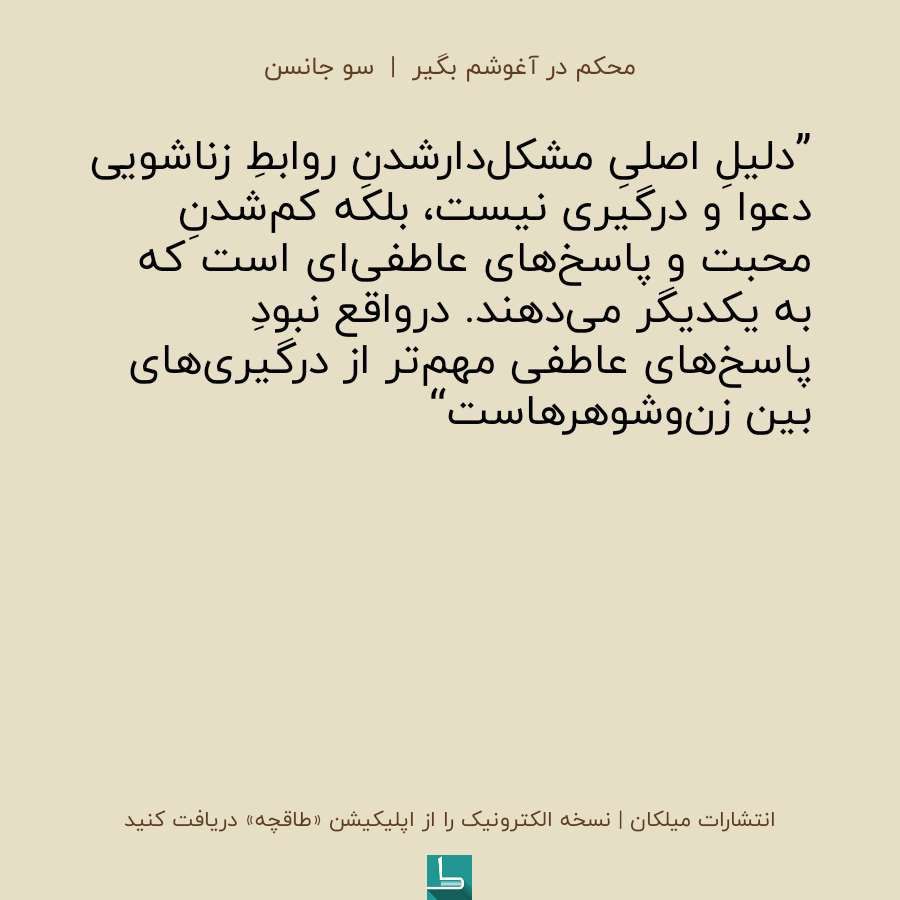 محکم در آغوشم بگیر | سو جانسن
”دلیلِ اصلیِ مشکل‌دارشدنِ روابطِ زناشویی
دعوا و درگیری نیست، بلکه کم‌شدنِ
محبت و پاسخ‌های عاطفی‌ای است که
به یکدیگر می‌دهند. درواقع نبودِ
پاسخ‌های عاطفی مهم‌تر از درگیری‌های
بین زن‌وشوهرهاست“
انتشارات میلکان | نسخه الکترونیک را از اپلیکیشن «طاقچه» دریافت کنید